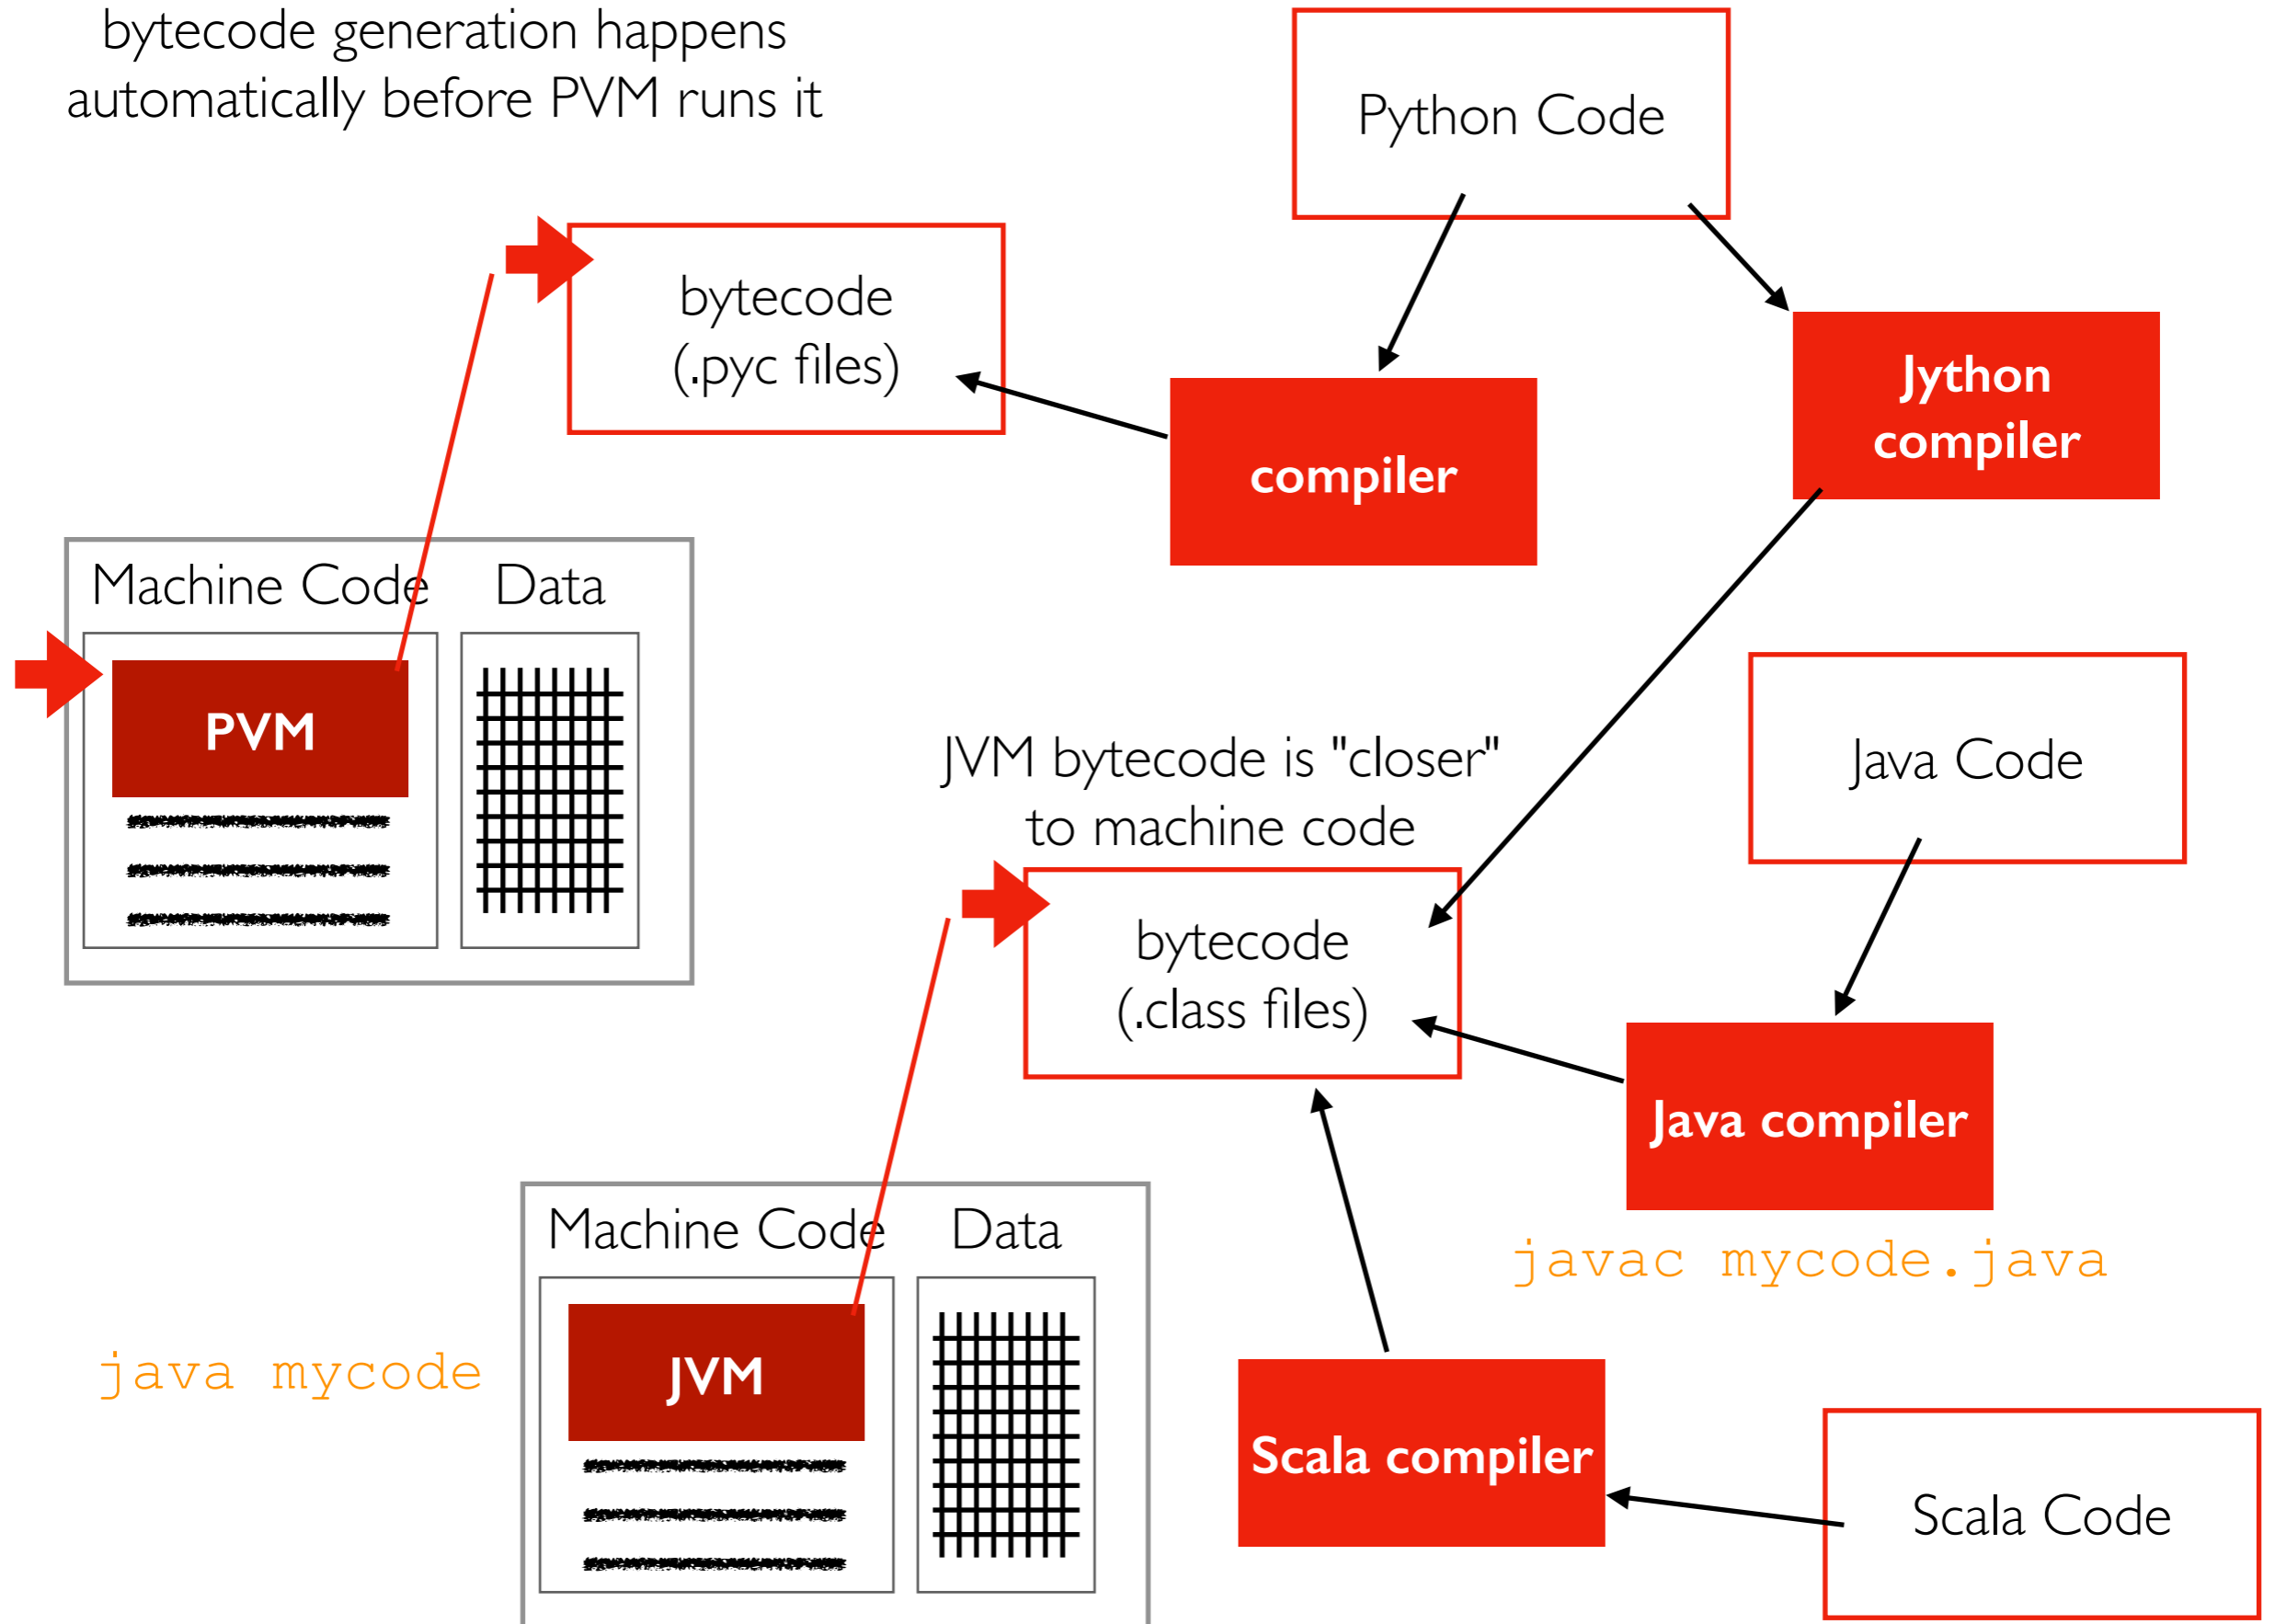 bytecode generation happens
automatically before PVM runs it
Python Code
bytecode
(.pyc files)
Jython
compiler
compiler
Machine Code
Data
PVM
Java Code
JVM bytecode is "closer"
to machine code
bytecode
(.class files)
Java compiler
javac mycode.java
Machine Code
Data
JVM
java mycode
Scala compiler
Scala Code